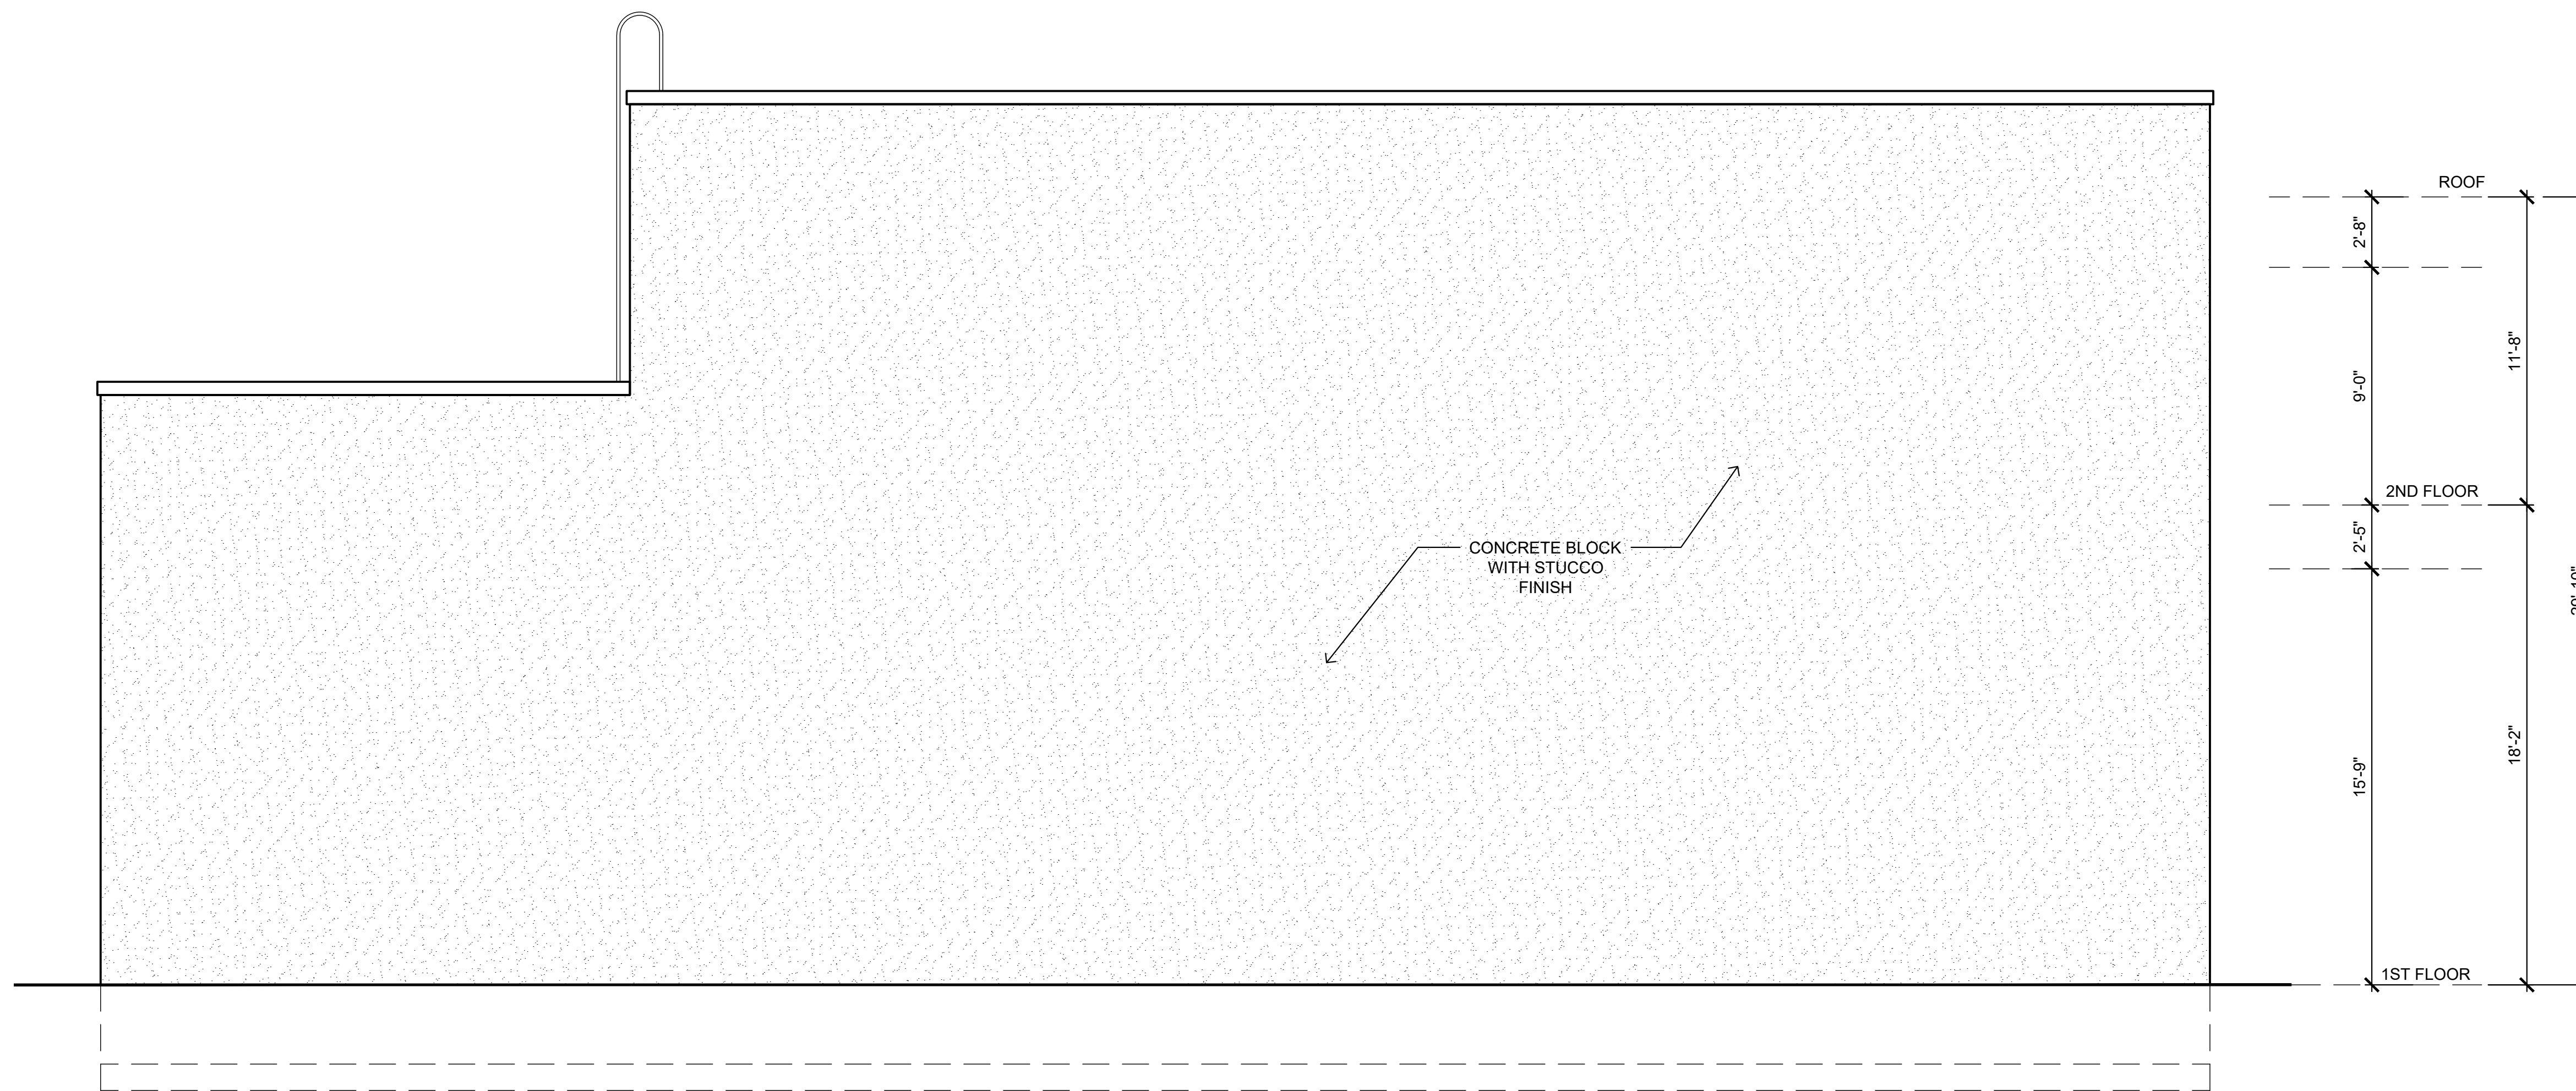 ROOF
2'-8"
11'-8"
9'-0"
2ND FLOOR
2'-5"
CONCRETE BLOCK
WITH STUCCO
FINISH
18'-2"
15'-9"
1ST FLOOR